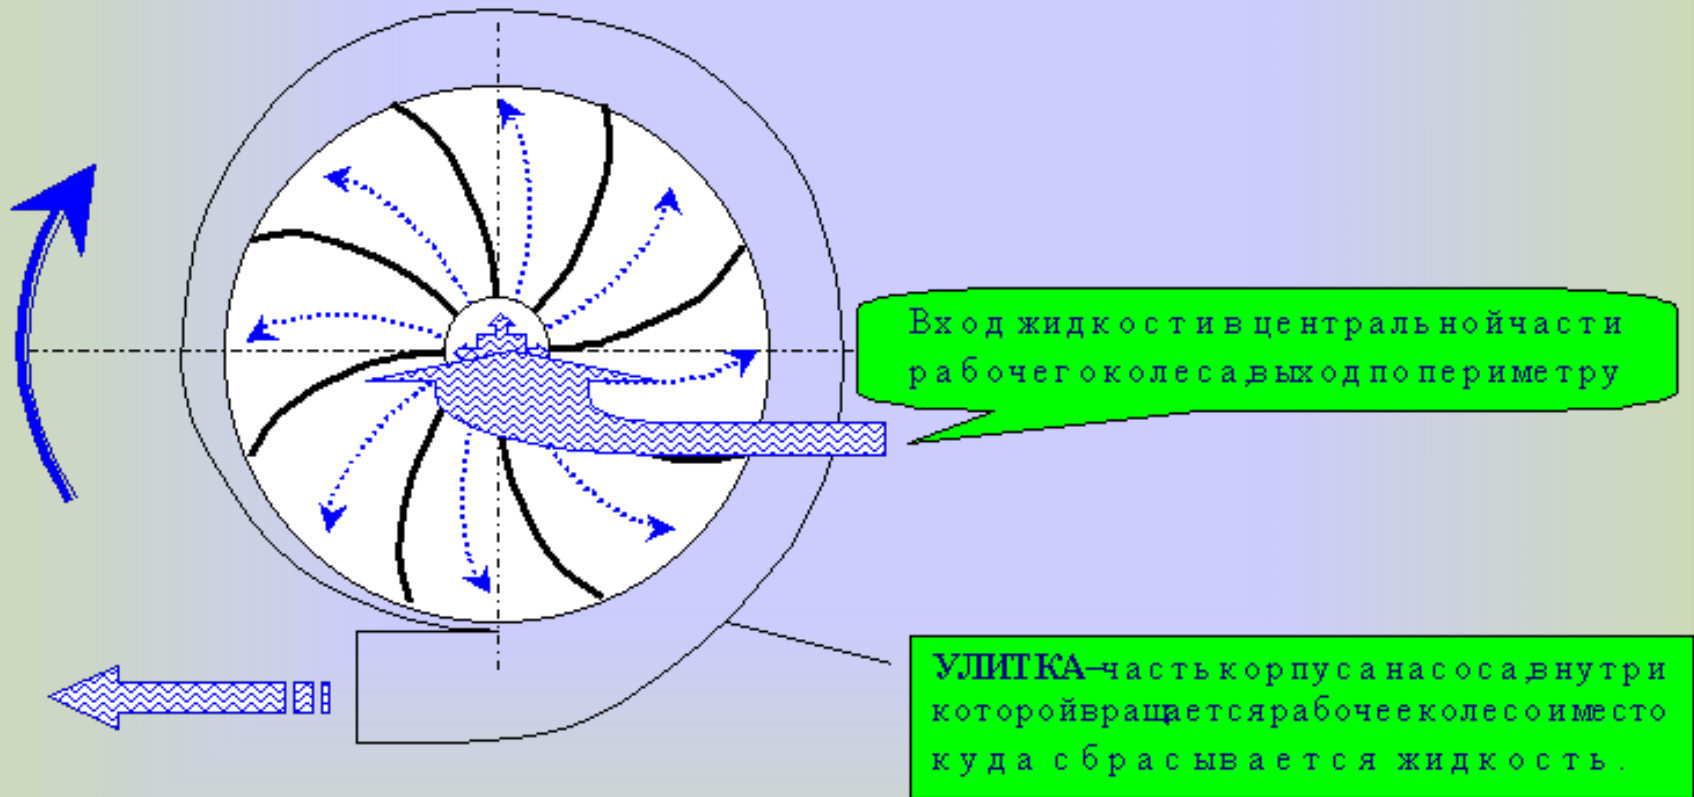 Вход жидкости в центральной части
рабочего колеса, выход по периметру
УЛИТКА – часть корпуса насоса, внутри
которой вращается рабочее колесо и место
куда сбрасывается жидкость.